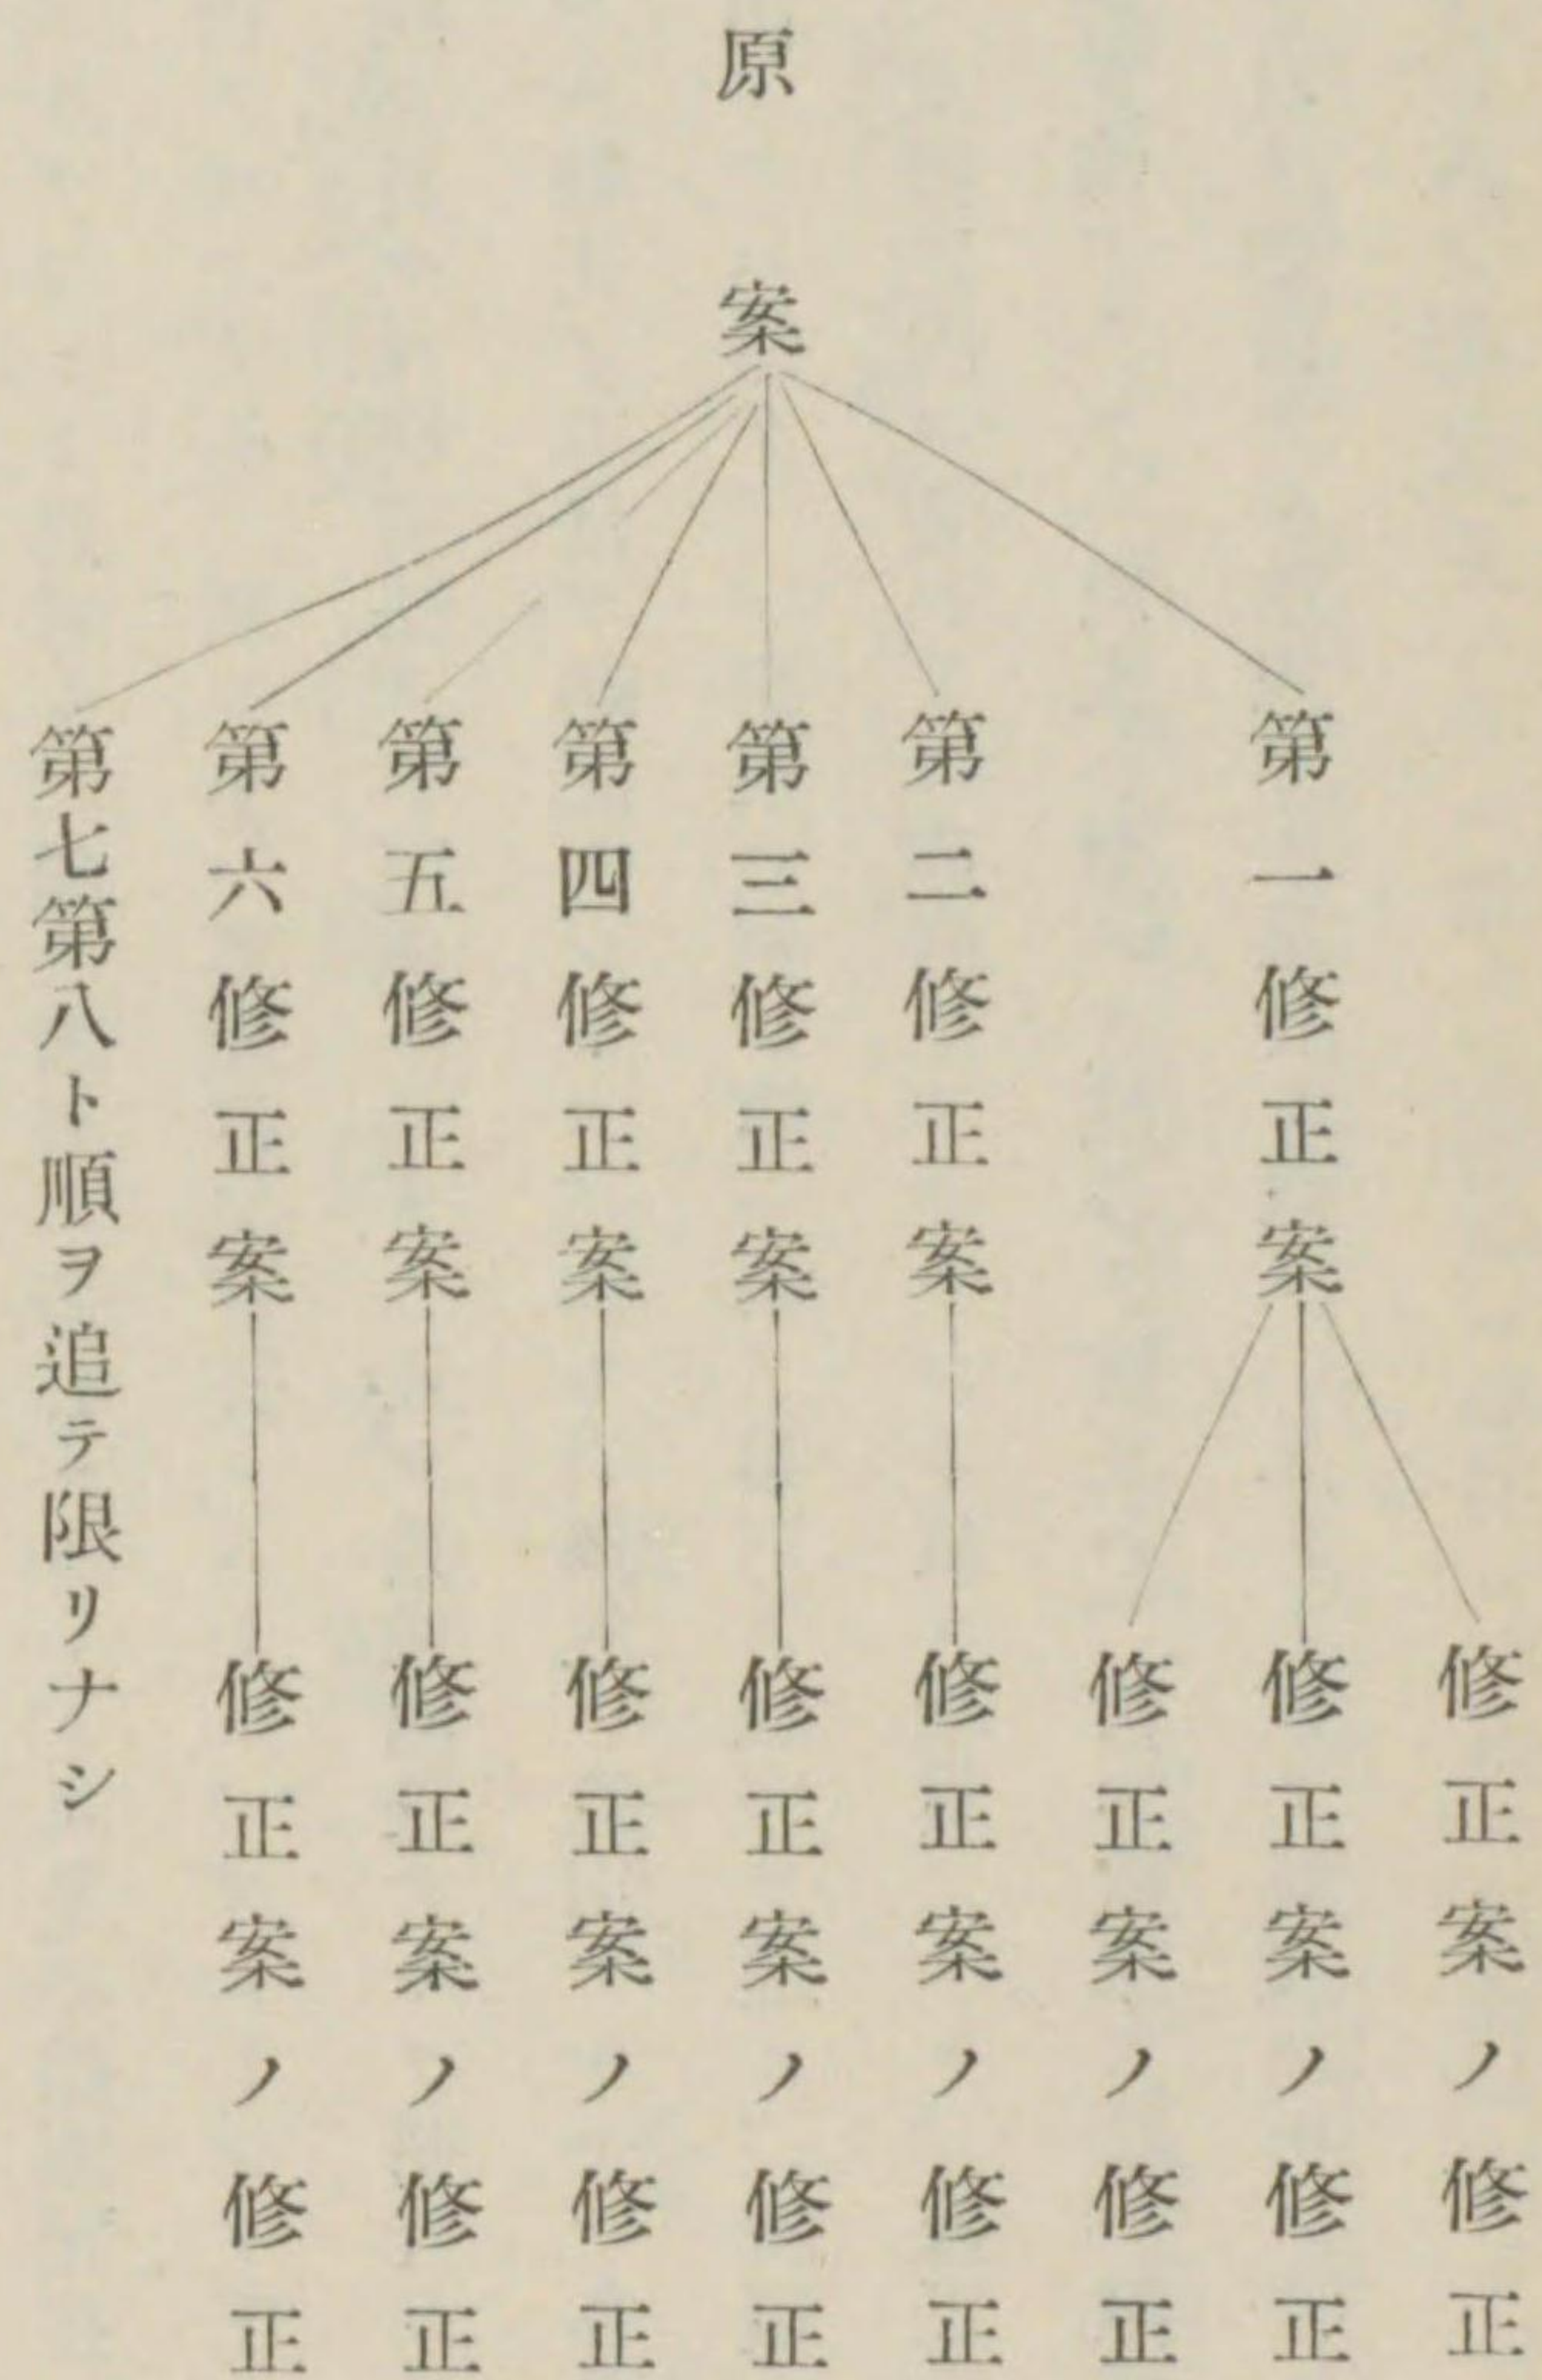 原案
第一修正案
修正案ノ修正
修正案ノ修正
修正案ノ修正
第二修正案
修正案ノ修正
第三修正案
修正案ノ修正
第四修正案
修正案ノ修正
第五修正案
修正案ノ修正
第六修正案
修正案ノ修正
第七第八ト順ヲ追テ限リナシ